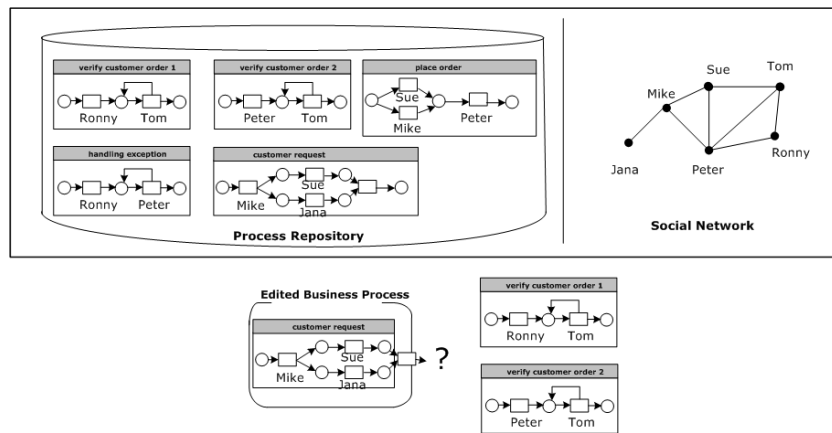 verify customer order 1
Ronny Tom
verify customer order 2
Peter Tom
place order
Sue
Mike Peter
handling exception
Ronny Peter
customer request
Sue
Mike
Jana
Process Repository
Sue
Tom
Mike
Jana
Peter
Ronny
Social Network
Edited Business Process
customer request
Sue
Mike
Jana
?
verify customer order 1
Ronny Tom
verify customer order 2
Peter Tom